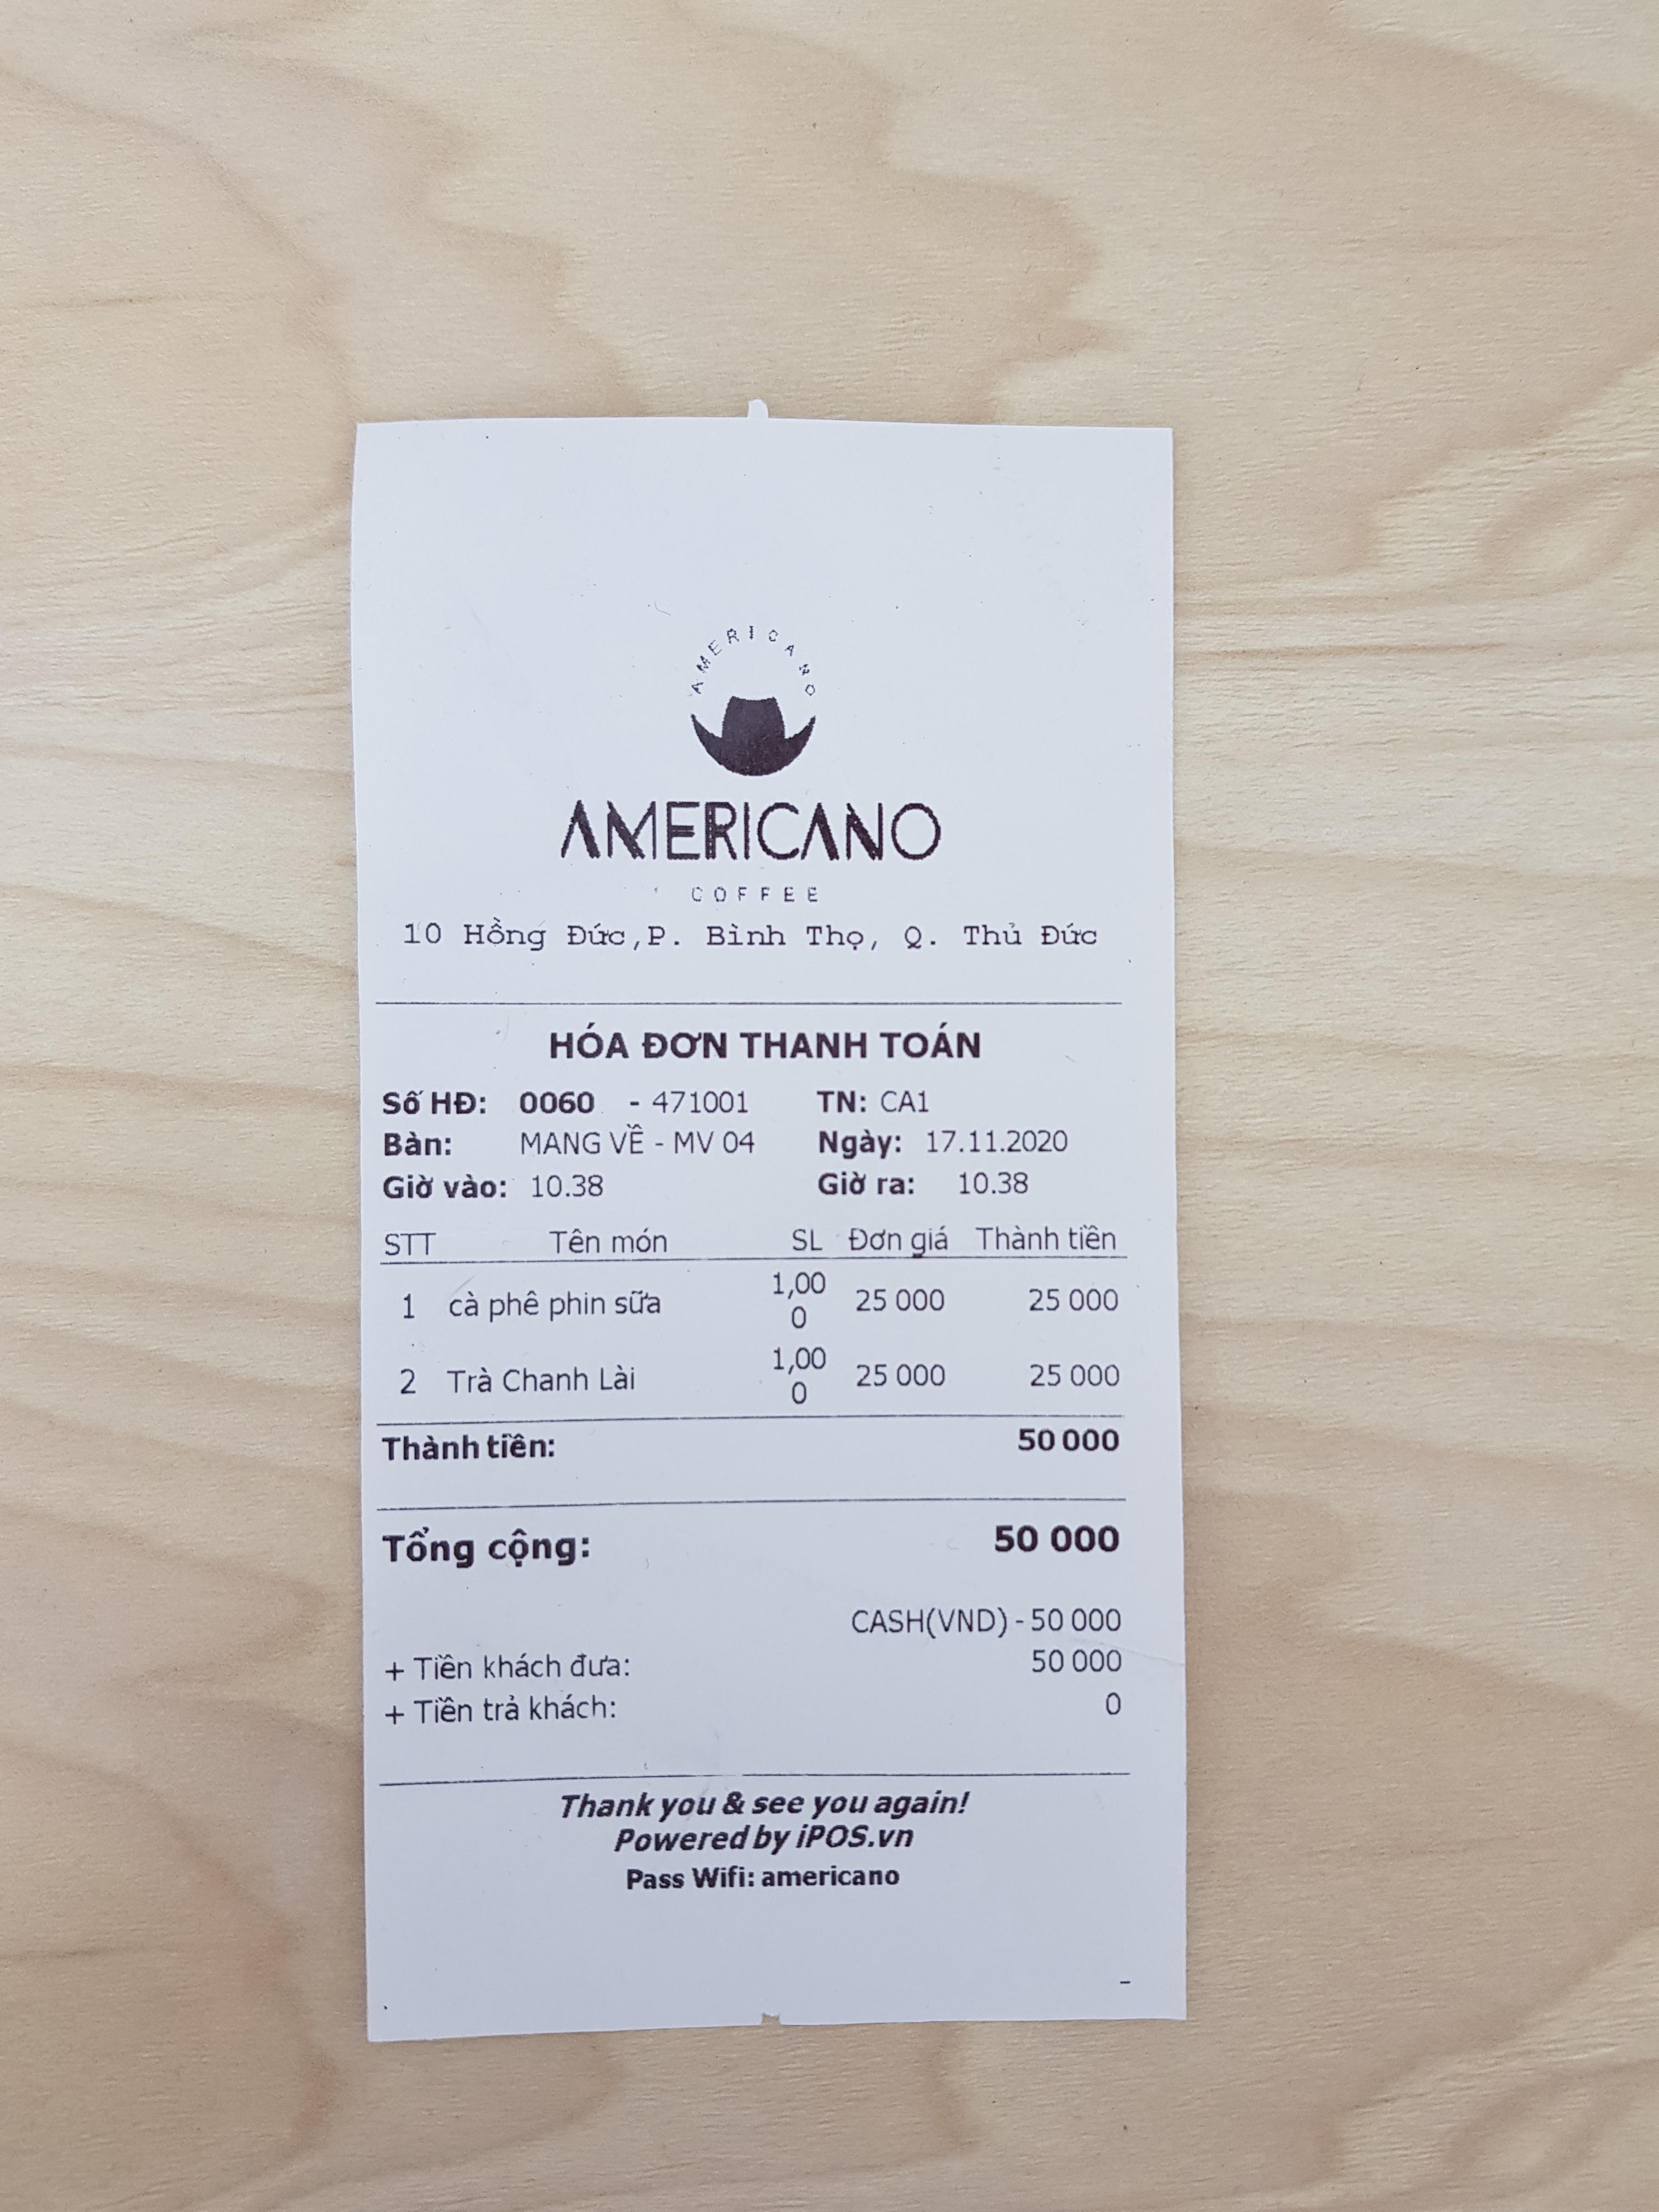 AMERICANO
AMERICANO
COFFEE
10 Hồng Đức,P. Bình Thọ, Q. Thủ Đức
HÓA ĐƠN THANH TOÁN
Số HĐ: 0060 - 471001 TN: CA1
Bàn: MANG VỀ - MV 04 Ngày: 17.11.2020
Giờ vào: 10.38 Giờ ra: 10.38
STT Tên món SL Đơn giá Thành tiền
1 cà phê phin sữa 1,00 25 000 25 000
0
2 Trà Chanh Lài 1,00 25 000 25 000
0
Thành tiền: 50 000
Tổng cộng: 50 000
CASH(VND) - 50 000
+ Tiền khách đưa: 50 000
+ Tiền trả khách: 0
Thank you & see you again!
Powered by iPOS.vn
Pass Wifi: americano
-